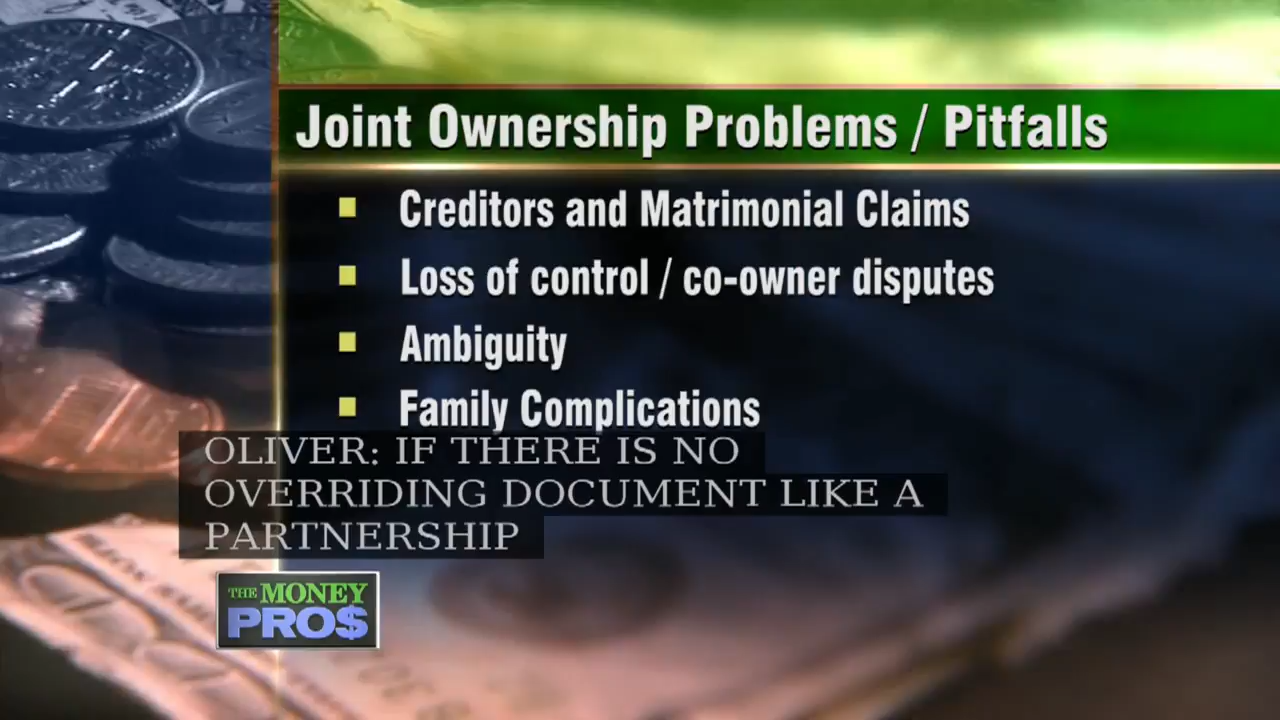 Joint Ownership Problems / Pitfalls
Creditors and Matrimonial Claims
Loss of control / co-owner disputes
Ambiguity
Family Complications
OLIVER: IF THERE IS NO
OVERRIDING DOCUMENT LIKE A
PARTNERSHIP
THE MONEY
PRO$